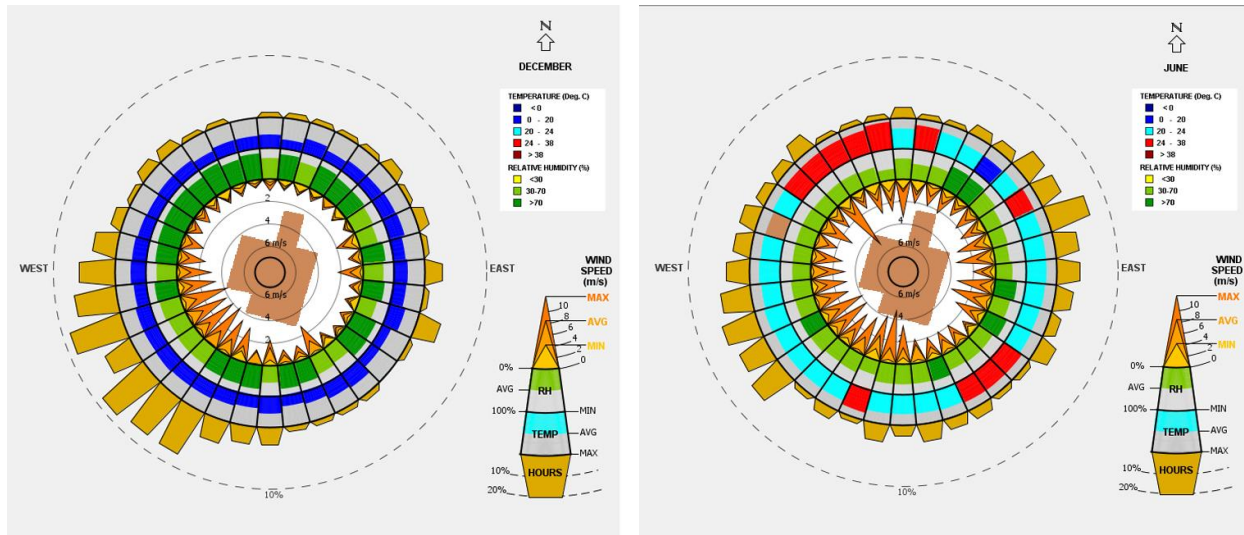 N
DECEMBER
TEMPERATURE (Deg. C)
< 0
0 - 20
20 - 24
24 - 38
> 38
RELATIVE HUMIDITY (%)
<30
30-70
>70
2
4
6 m/s
WEST
EAST
6 m/s
4
2
10%
WIND
SPEED
(m/s)
MAX
10
8
AVG
6
4
MIN
2
0
0%
RH
AVG
100%
MIN
TEMP
AVG
MAX
HOURS
10%
20%
N
JUNE
TEMPERATURE (Deg. C)
< 0
0 - 20
20 - 24
24 - 38
> 38
RELATIVE HUMIDITY (%)
<30
30-70
>70
4
6 m/s
WEST
EAST
6 m/s
4
10%
WIND
SPEED
(m/s)
MAX
10
8
AVG
6
4
MIN
2
0
0%
RH
AVG
100%
MIN
TEMP
AVG
MAX
HOURS
10%
20%